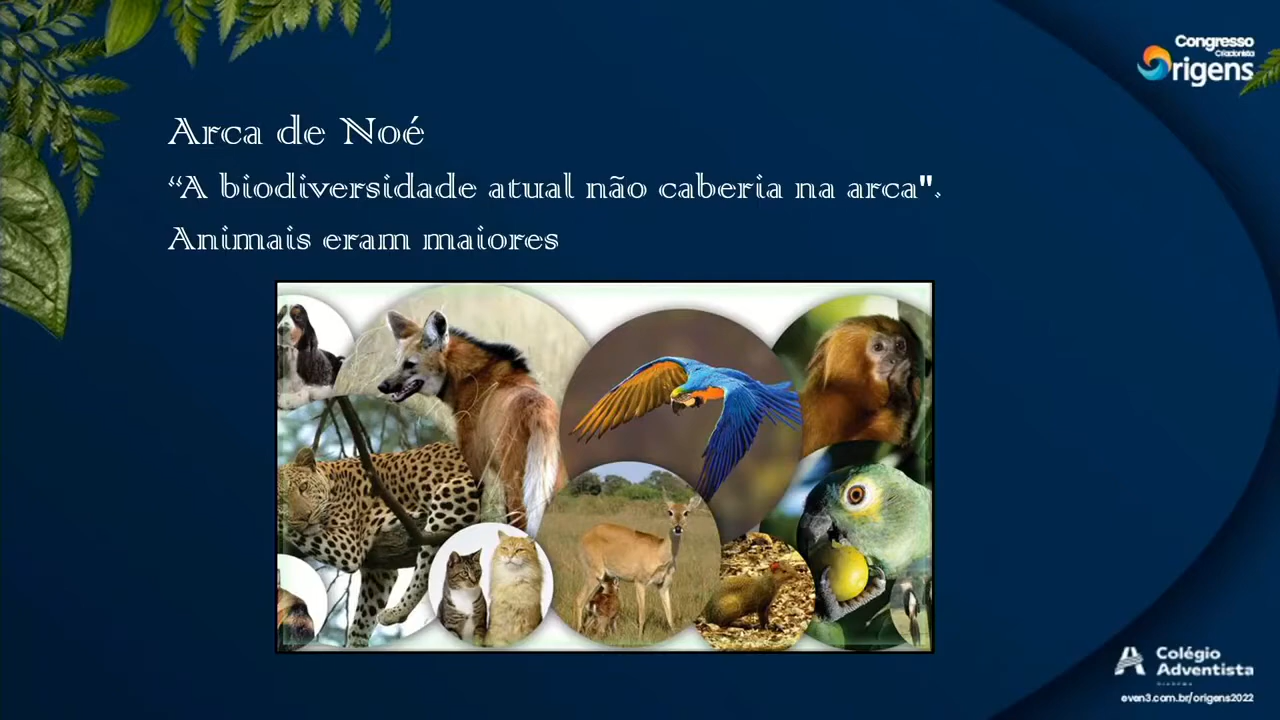 Congresso
Criacionista
Origens
Arca de Noé
“A biodiversidade atual não caberia na arca".
Animais eram maiores
Colégio
Adventista
even3.com.br/origens2022